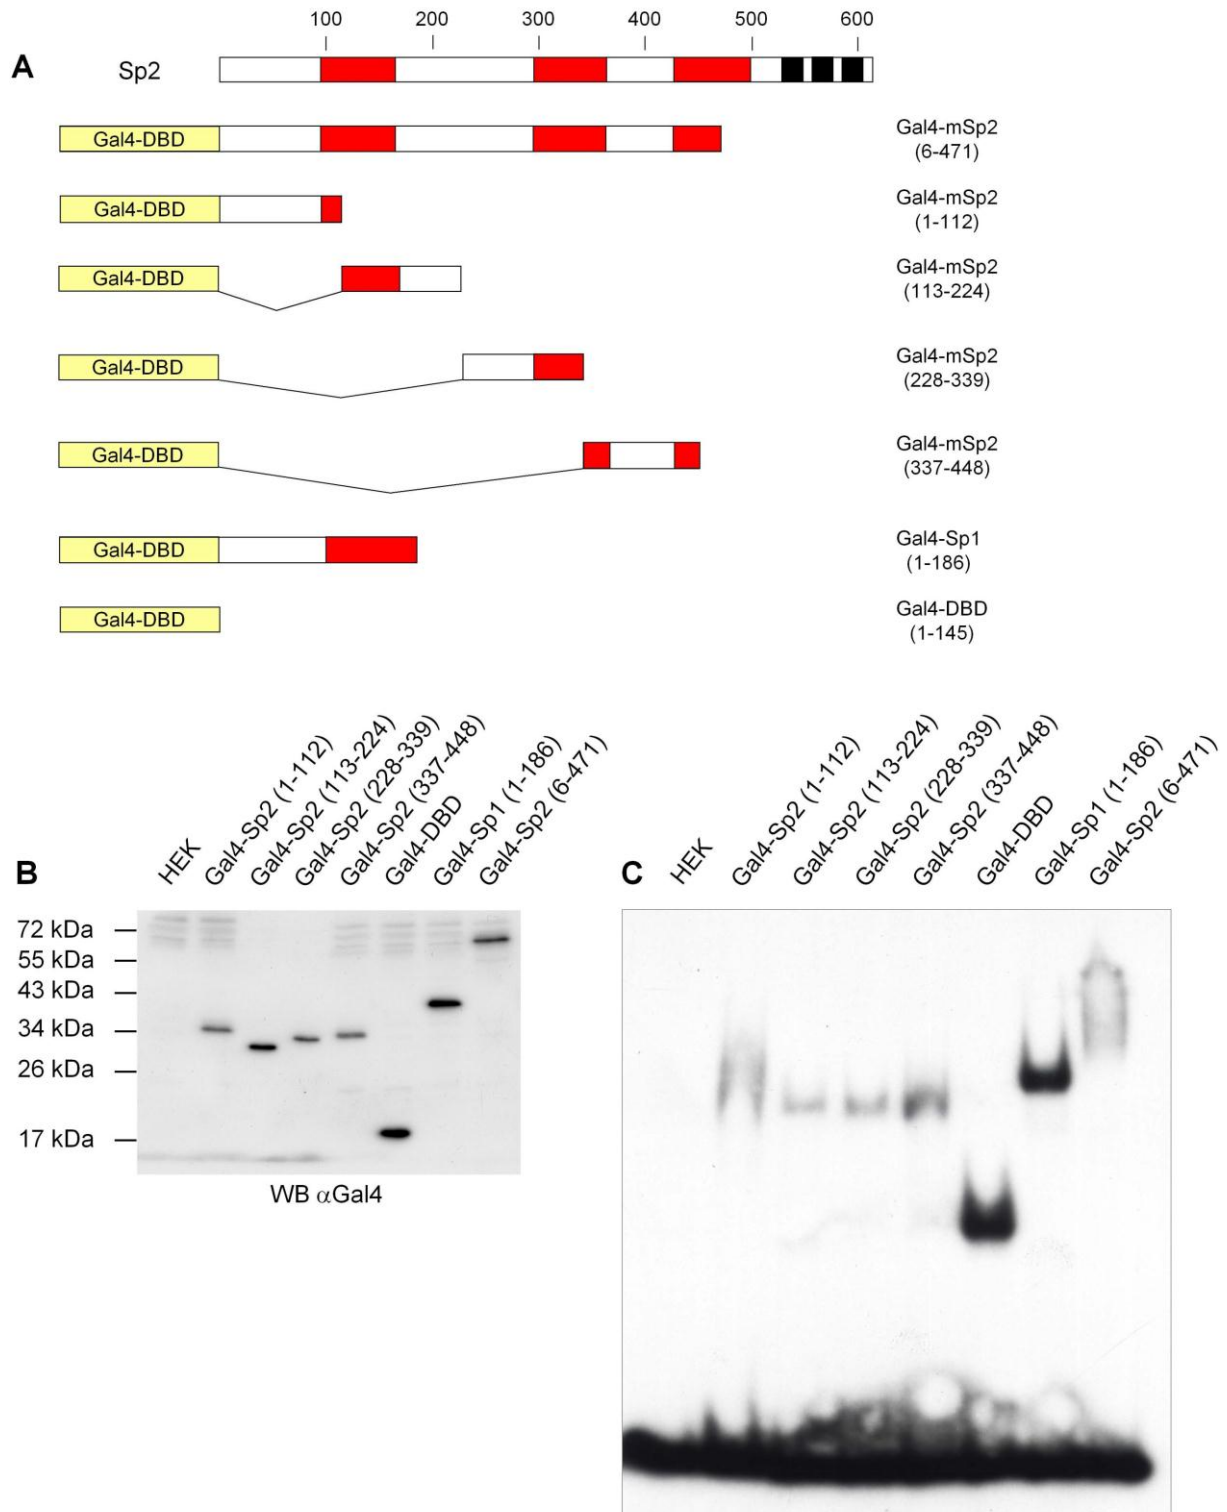 100 200 300 400 500 600
A Sp2
Gal4-DBD Gal4-mSp2
(6-471)
Gal4-DBD Gal4-mSp2
(1-112)
Gal4-DBD Gal4-mSp2
(113-224)
Gal4-DBD Gal4-mSp2
(228-339)
Gal4-DBD Gal4-mSp2
(337-448)
Gal4-DBD Gal4-Sp1
(1-186)
Gal4-DBD Gal4-DBD
(1-145)
B
HEK
Gal4-Sp2 (1-112)
Gal4-Sp2 (113-224)
Gal4-Sp2 (228-339)
Gal4-Sp2 (337-448)
Gal4-DBD
Gal4-Sp1 (1-186)
Gal4-Sp2 (6-471)
72 kDa
55 kDa
43 kDa
34 kDa
26 kDa
17 kDa
WB αGal4
C
HEK
Gal4-Sp2 (1-112)
Gal4-Sp2 (113-224)
Gal4-Sp2 (228-339)
Gal4-Sp2 (337-448)
Gal4-DBD
Gal4-Sp1 (1-186)
Gal4-Sp2 (6-471)